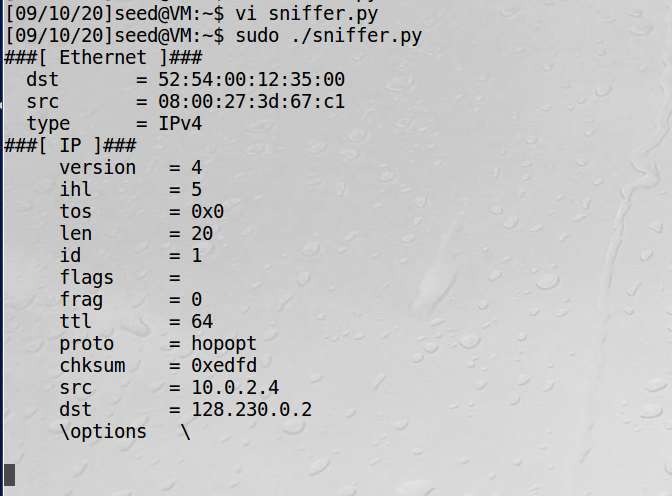 [09/10/20]seed@VM:~$ vi sniffer.py
[09/10/20]seed@VM:~$ sudo ./sniffer.py
###[ Ethernet ]###
  dst       = 52:54:00:12:35:00
  src       = 08:00:27:3d:67:c1
  type      = IPv4
###[ IP ]###
     version   = 4
     ihl       = 5
     tos       = 0x0
     len       = 20
     id        = 1
     flags     =
     frag      = 0
     ttl       = 64
     proto     = hopopt
     chksum    = 0xedfd
     src       = 10.0.2.4
     dst       = 128.230.0.2
     \options   \